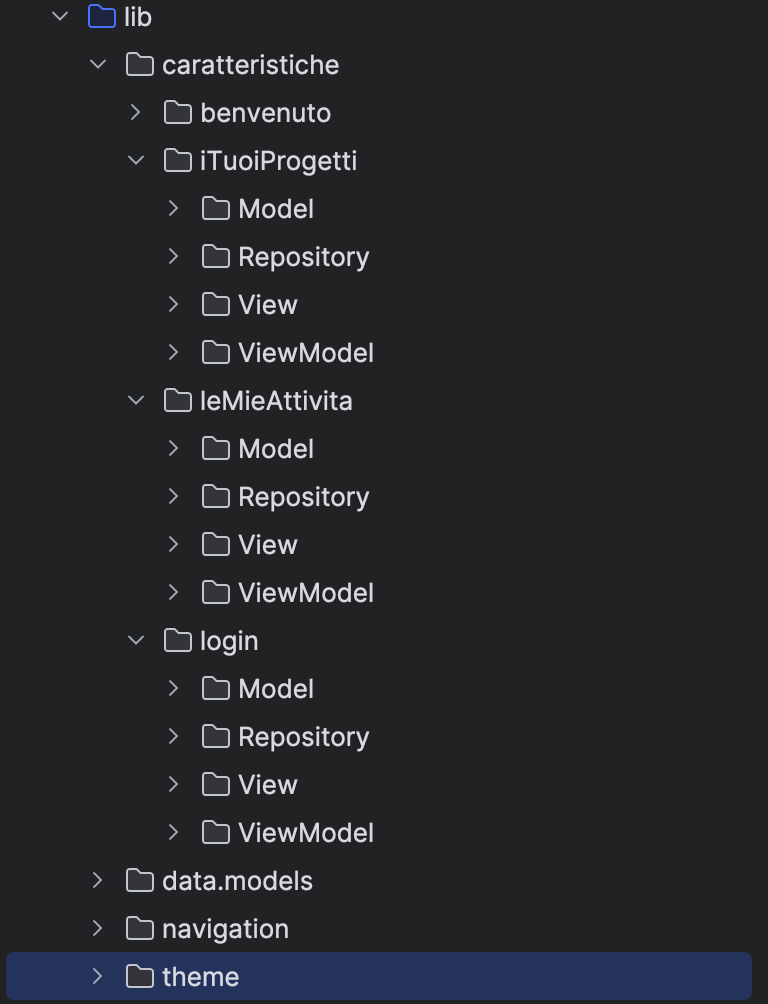 lib
caratteristiche
benvenuto
iTuoiProgetti
Model
Repository
View
ViewModel
leMieAttivita
Model
Repository
View
ViewModel
login
Model
Repository
View
ViewModel
data.models
navigation
theme